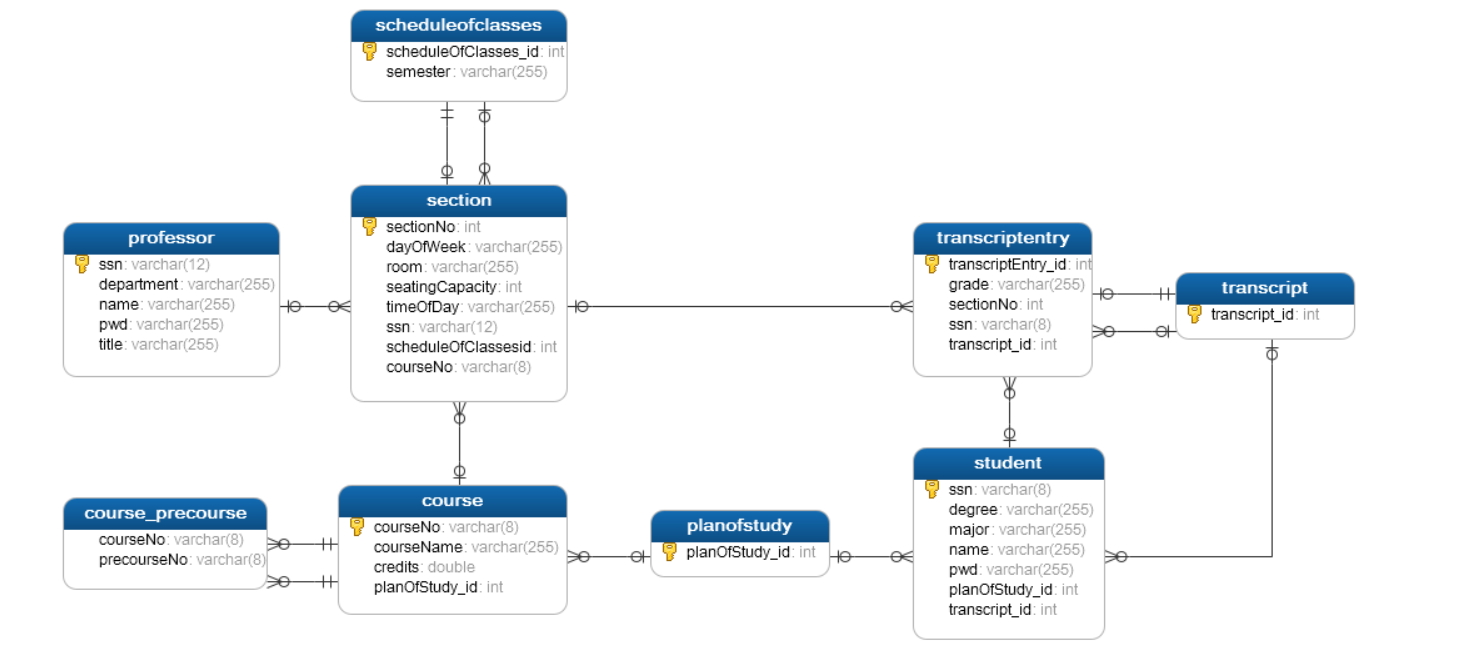 scheduleofclasses
scheduleOfClasses_id: int
semester: varchar(255)
section
sectionNo: int
dayOfWeek: varchar(255)
room: varchar(255)
seatingCapacity: int
timeOfDay: varchar(255)
ssn: varchar(12)
scheduleOfClassesid: int
courseNo: varchar(8)
professor
ssn: varchar(12)
department: varchar(255)
name: varchar(255)
pwd: varchar(255)
title: varchar(255)
transcriptentry
transcriptEntry_id: int
grade: varchar(255)
sectionNo: int
ssn: varchar(8)
transcript_id: int
transcript
transcript_id: int
course_precourse
courseNo: varchar(8)
precourseNo: varchar(8)
course
courseNo: varchar(8)
courseName: varchar(255)
credits: double
planOfStudy_id: int
planofstudy
planOfStudy_id: int
student
ssn: varchar(8)
degree: varchar(255)
major: varchar(255)
name: varchar(255)
pwd: varchar(255)
planOfStudy_id: int
transcript_id: int